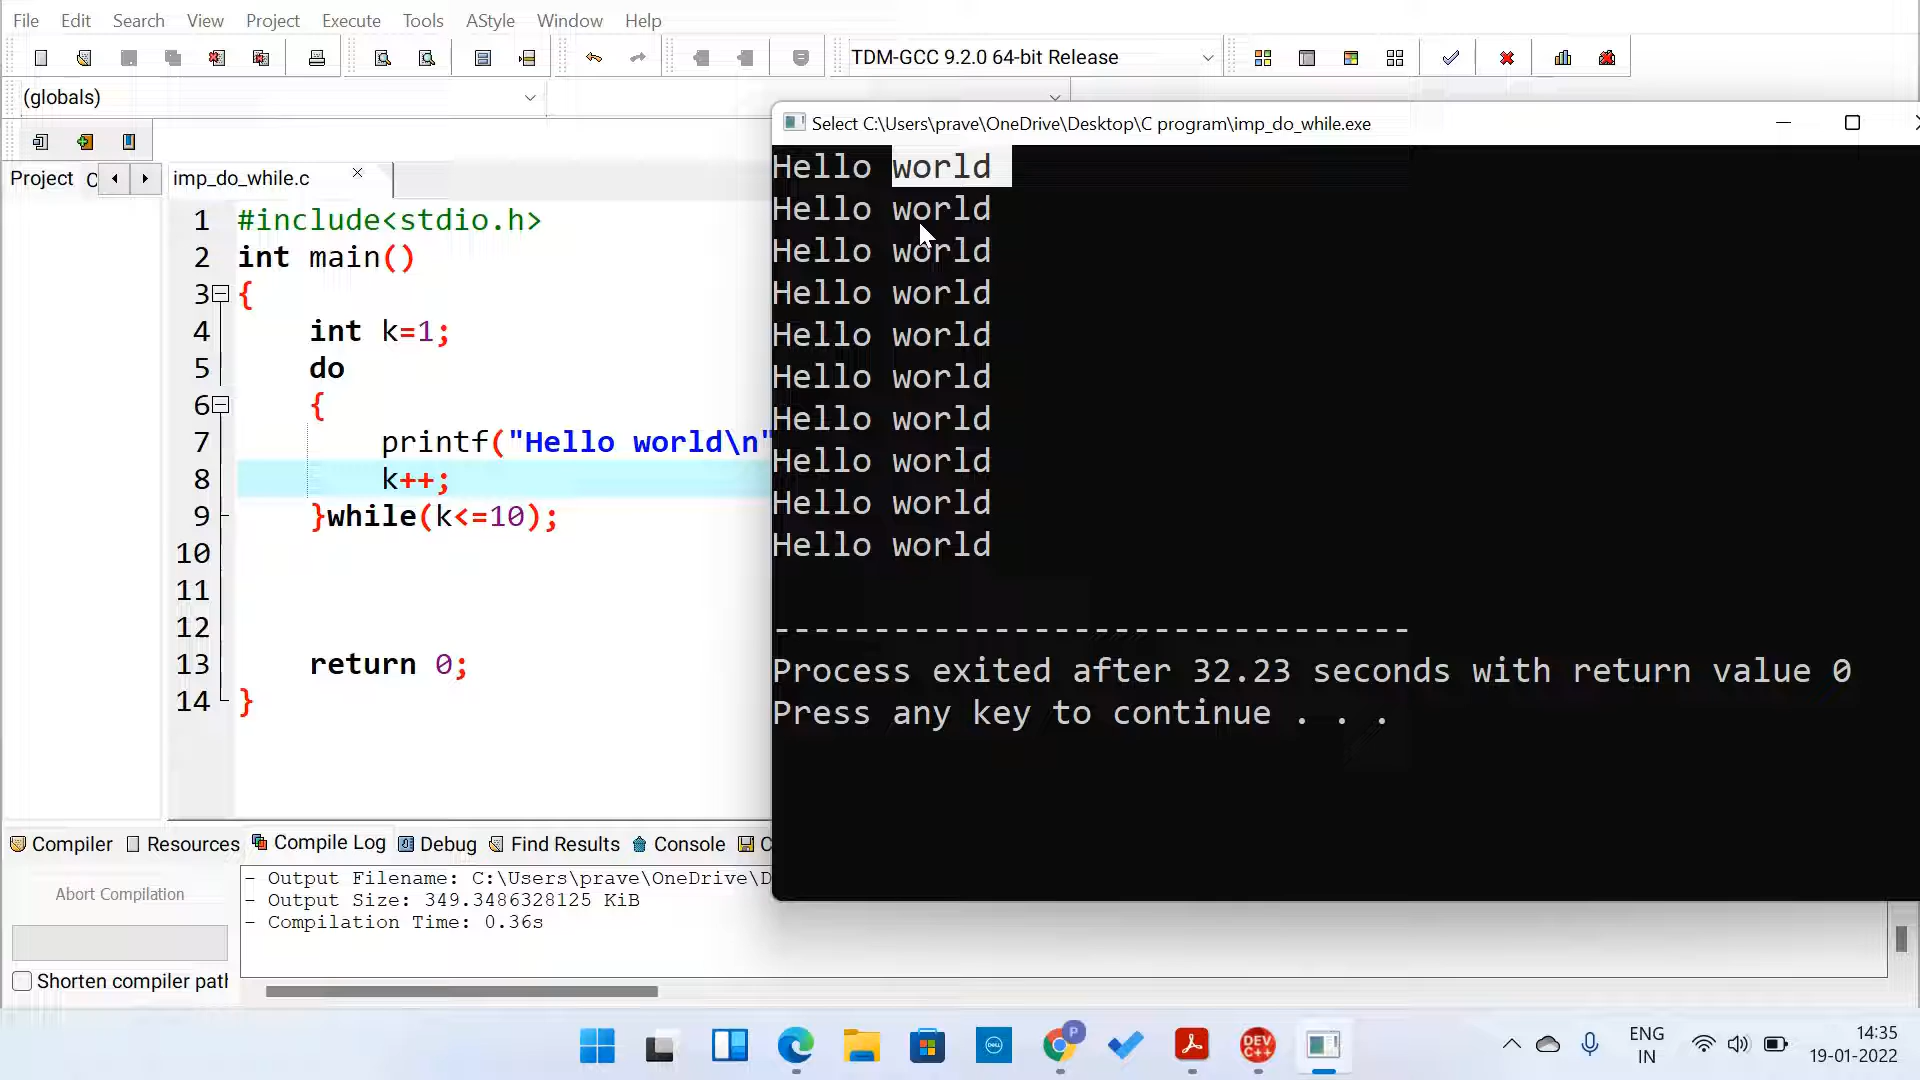 File Edit Search View Project Execute Tools AStyle Window Help
TDM-GCC 9.2.0 64-bit Release
(globals)
Select C:\Users\prave\OneDrive\Desktop\C program\imp_do_while.exe
Project C
imp_do_while.c
1 #include<stdio.h>
2 int main()
3 {
4 int k=1;
5 do
6 {
7 printf("Hello world\n"
8 k++;
9 }while(k<=10);
10
11
12
13 return 0;
14 }
Hello world
Hello world
Hello world
Hello world
Hello world
Hello world
Hello world
Hello world
Hello world
Hello world
--------------------------------
Process exited after 32.23 seconds with return value 0
Press any key to continue . . .
Compiler Resources Compile Log Debug Find Results Console C
Abort Compilation
Shorten compiler path
- Output Filename: C:\Users\prave\OneDrive\D
- Output Size: 349.3486328125 KiB
- Compilation Time: 0.36s
DELL
P
DEV
C++
ENG
IN
14:35
19-01-2022